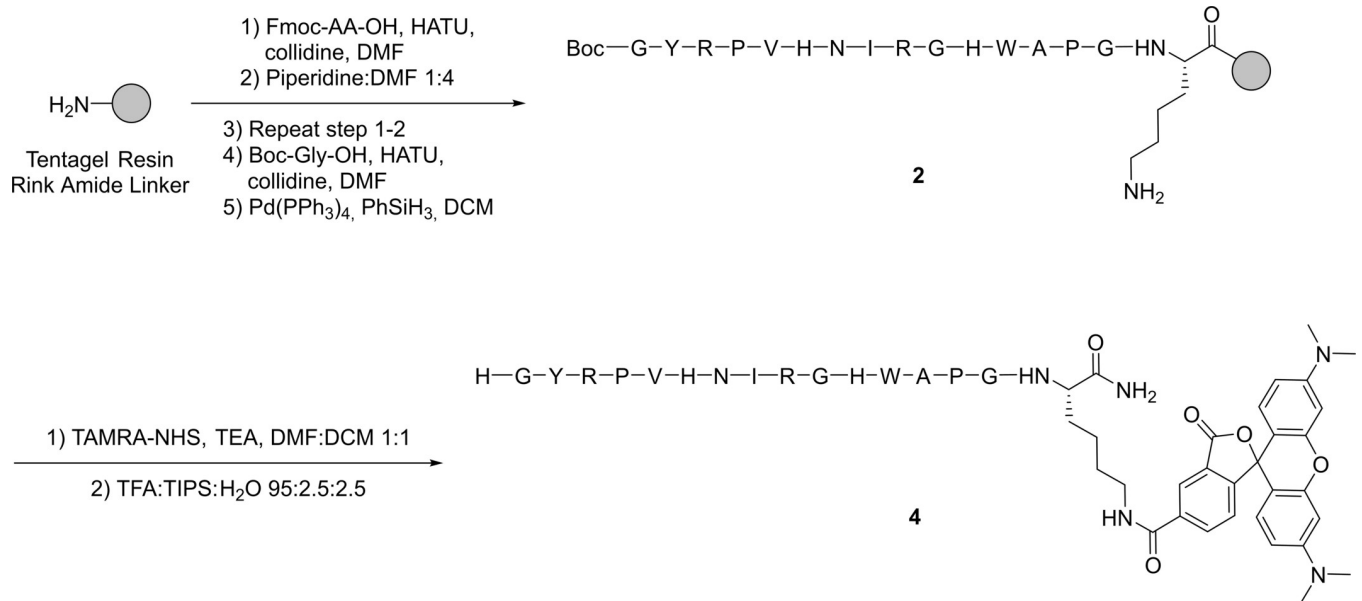 H₂N
Tentagel Resin
Rink Amide Linker
1) Fmoc-AA-OH, HATU,
collidine, DMF
2) Piperidine:DMF 1:4
3) Repeat step 1-2
4) Boc-Gly-OH, HATU,
collidine, DMF
5) Pd(PPh₃)₄, PhSiH₃, DCM
Boc—G—Y—R—P—V—H—N—I—R—G—H—W—A—P—G—HN
O
NH₂
2
1) TAMRA-NHS, TEA, DMF:DCM 1:1
2) TFA:TIPS:H₂O 95:2.5:2.5
H—G—Y—R—P—V—H—N—I—R—G—H—W—A—P—G—HN
O
NH₂
HN
O
O
O
O
N
N
4